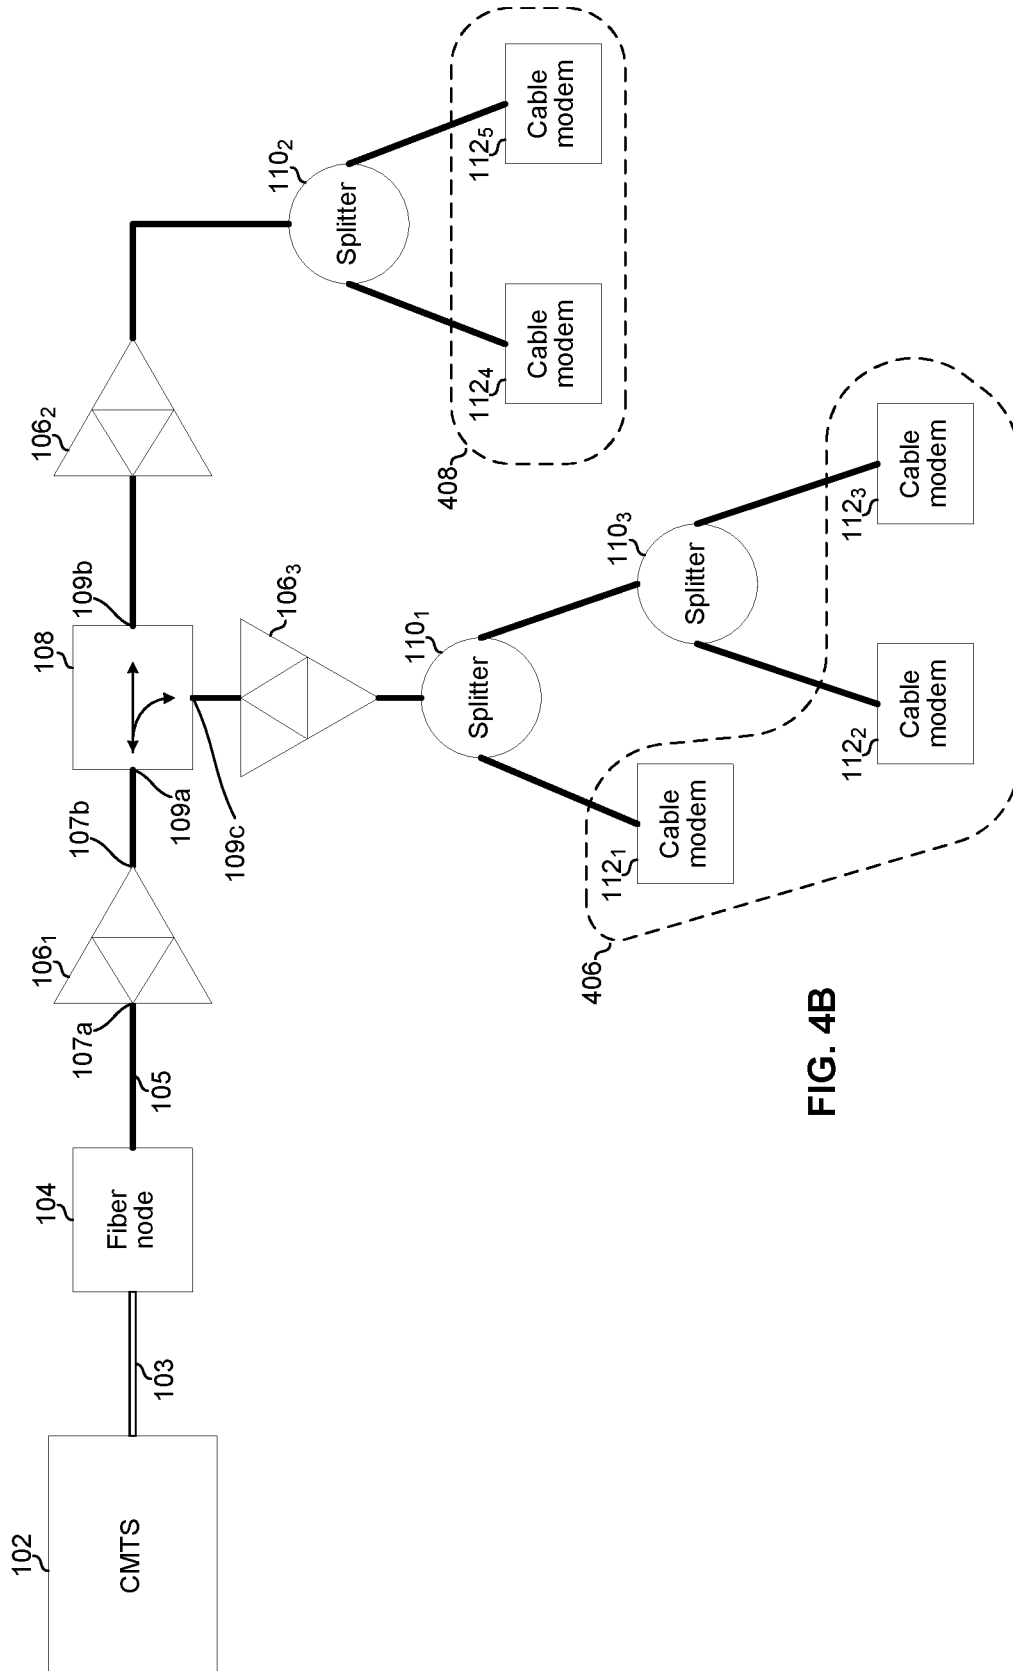 102
CMTS
103
104
Fiber
node
105
107a
106₁
107b
109a
108
109b
109c
106₂
106₃
110₂
Splitter
110₁
Splitter
110₃
Splitter
112₄
Cable
modem
112₅
Cable
modem
408
112₁
Cable
modem
112₂
Cable
modem
112₃
Cable
modem
406
FIG. 4B